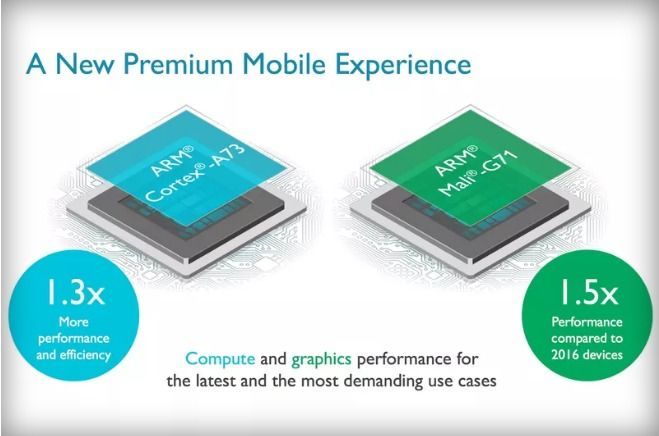 A New Premium Mobile Experience
ARM®
Cortex®-A73
ARM®
Mali®-G71
1.3x
More
performance
and efficiency
1.5x
Performance
compared to
2016 devices
Compute and graphics performance for
the latest and the most demanding use cases